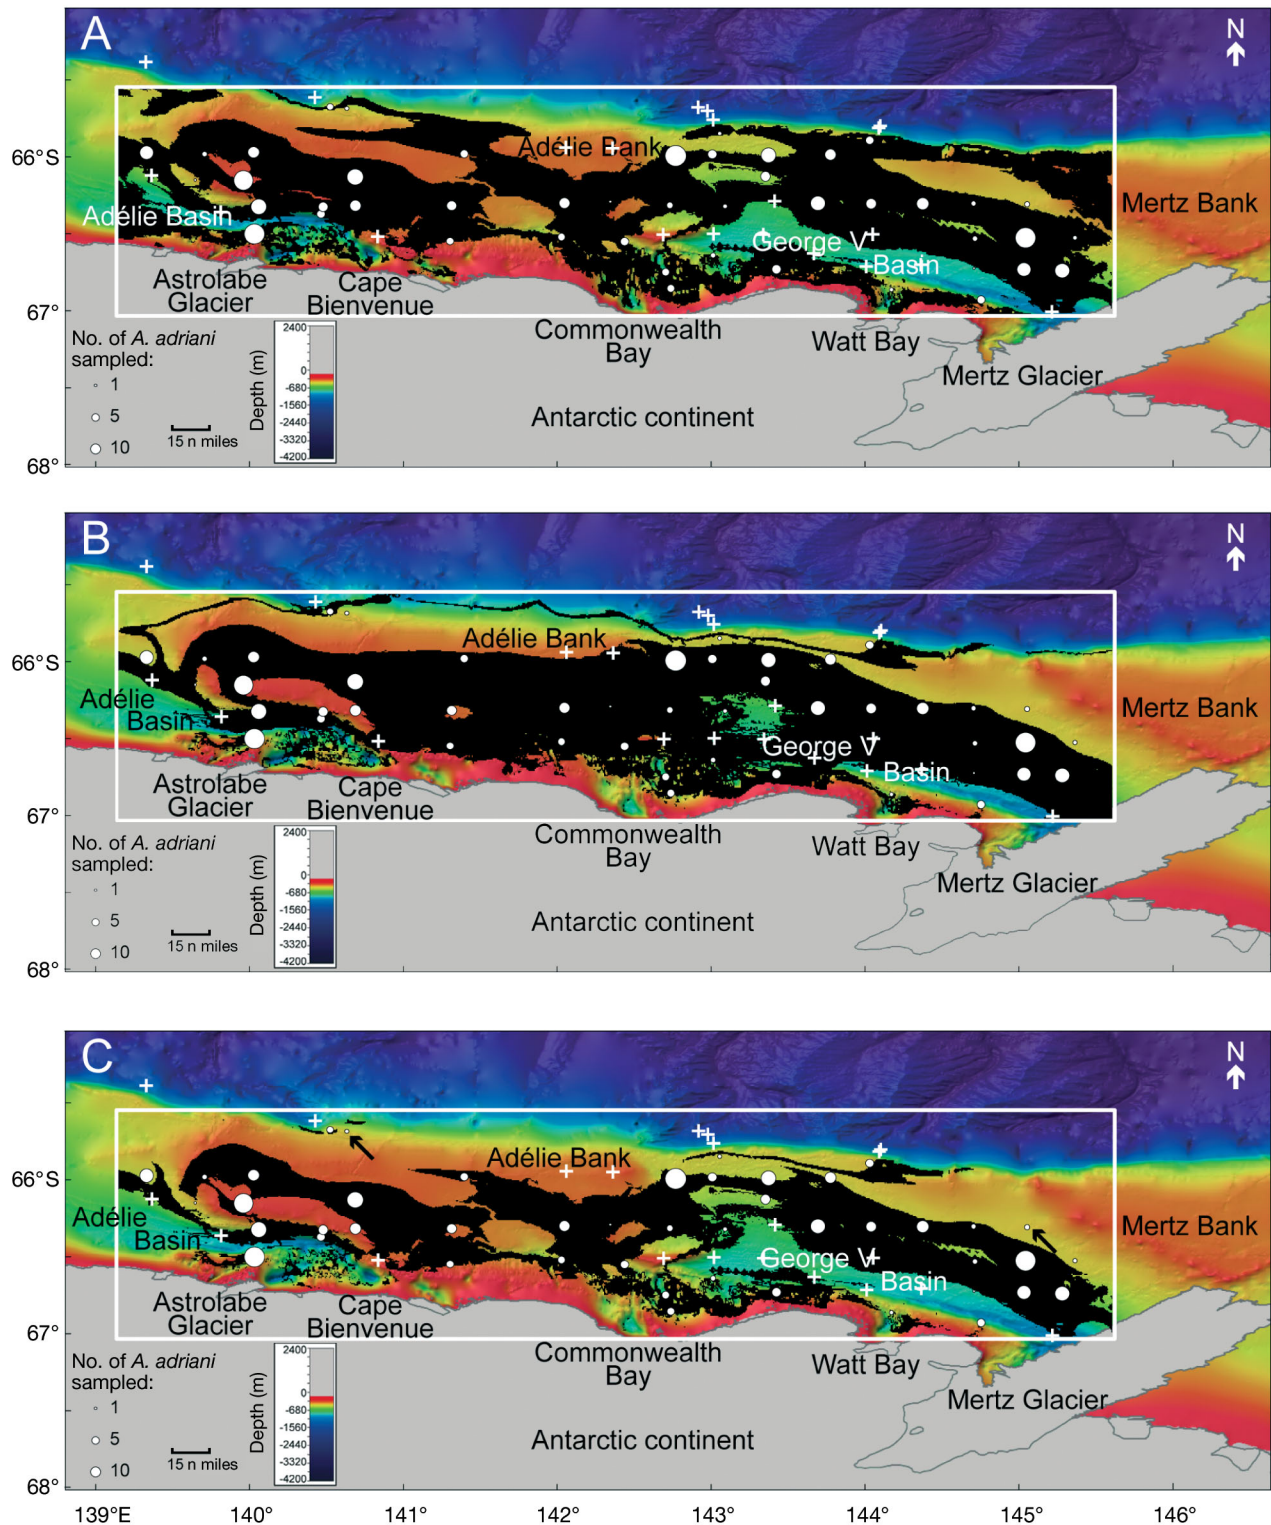 A
N
66°S
Adélie Bank
Mertz Bank
Adélie Basin
George V
Basin
Astrolabe
Glacier
Cape
Bienvenue
67°
Commonwealth
Bay
Watt Bay
Mertz Glacier
No. of A. adriani
sampled:
1
5
10
15 n miles
Depth (m)
2400
0
-680
-1560
-2440
-3320
-4200
Antarctic continent
68°
B
N
66°S
Adélie Bank
Mertz Bank
Adélie
Basin
George V
Basin
Astrolabe
Glacier
Cape
Bienvenue
67°
Commonwealth
Bay
Watt Bay
Mertz Glacier
No. of A. adriani
sampled:
1
5
10
15 n miles
Depth (m)
2400
0
-680
-1560
-2440
-3320
-4200
Antarctic continent
68°
C
N
66°S
Adélie Bank
Mertz Bank
Adélie
Basin
George V
Basin
Astrolabe
Glacier
Cape
Bienvenue
67°
Commonwealth
Bay
Watt Bay
Mertz Glacier
No. of A. adriani
sampled:
1
5
10
15 n miles
Depth (m)
2400
0
-680
-1560
-2440
-3320
-4200
Antarctic continent
68°
139°E 140° 141° 142° 143° 144° 145° 146°